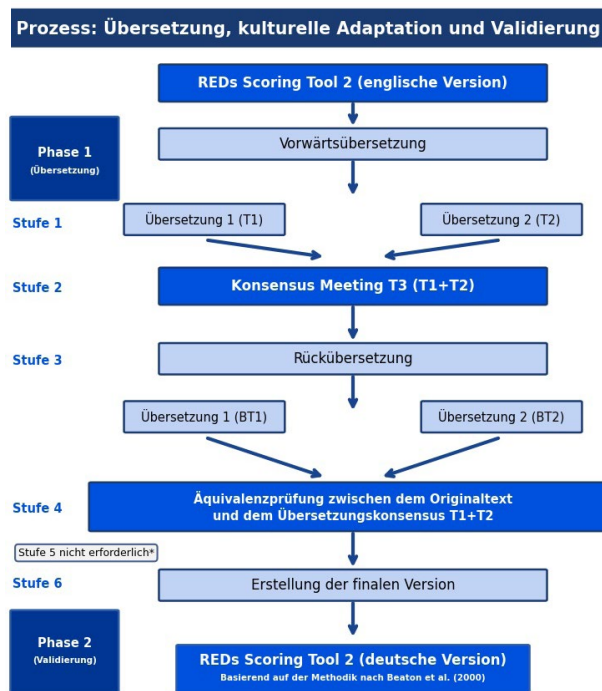 Prozess: Übersetzung, kulturelle Adaptation und Validierung
REDs Scoring Tool 2 (englische Version)
Phase 1
(Übersetzung)
Vorwärtsübersetzung
Stufe 1
Übersetzung 1 (T1)
Übersetzung 2 (T2)
Stufe 2
Konsensus Meeting T3 (T1+T2)
Stufe 3
Rückübersetzung
Übersetzung 1 (BT1)
Übersetzung 2 (BT2)
Stufe 4
Äquivalenzprüfung zwischen dem Originaltext
und dem Übersetzungskonsensus T1+T2
Stufe 5 nicht erforderlich*
Stufe 6
Erstellung der finalen Version
Phase 2
(Validierung)
REDs Scoring Tool 2 (deutsche Version)
Basierend auf der Methodik nach Beaton et al. (2000)